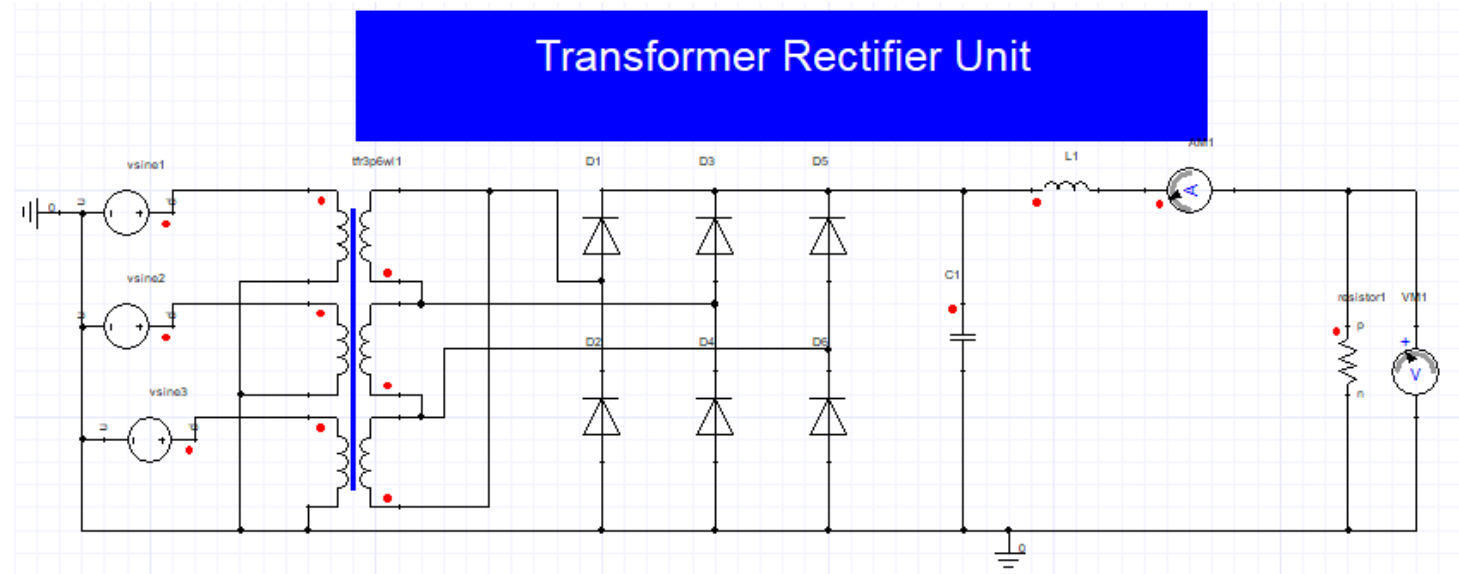 Transformer Rectifier Unit
AM1
vsine1
tfr3p6wl1
D1
D3
D5
L1
0
A
vsine2
C1
resistor1
VM1
p
+
D2
D4
D6
V
vsine3
n
0